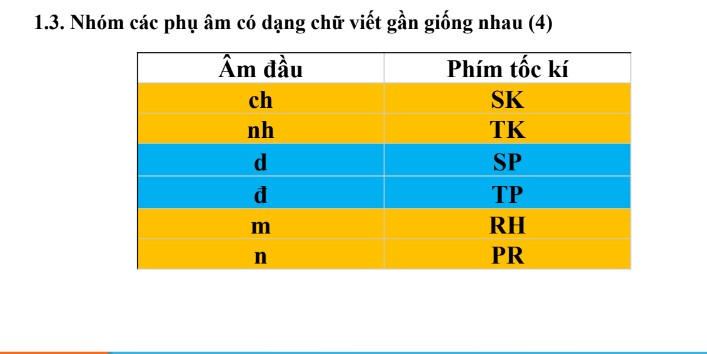 1.3. Nhóm các phụ âm có dạng chữ viết gần giống nhau (4)
Âm đầu Phím tốc kí
ch SK
nh TK
d SP
đ TP
m RH
n PR